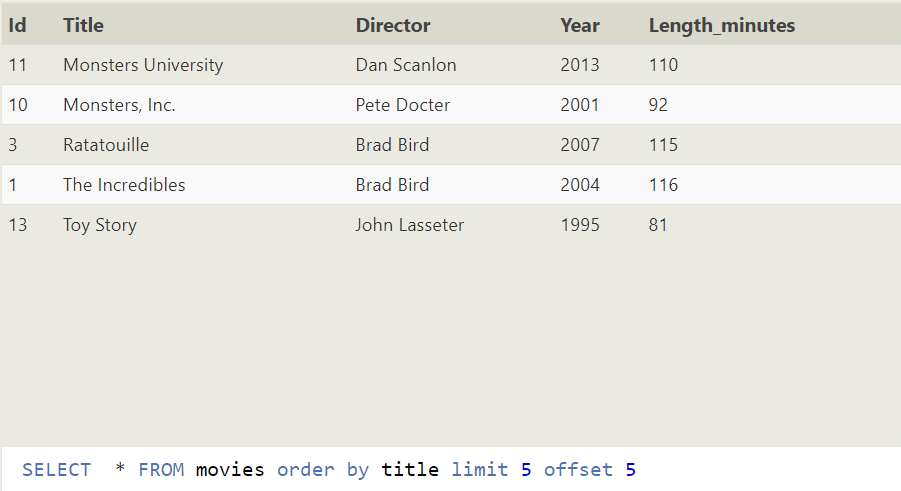 Id Title Director Year Length_minutes
11 Monsters University Dan Scanlon 2013 110
10 Monsters, Inc. Pete Docter 2001 92
3 Ratatouille Brad Bird 2007 115
1 The Incredibles Brad Bird 2004 116
13 Toy Story John Lasseter 1995 81
SELECT  * FROM movies order by title limit 5 offset 5